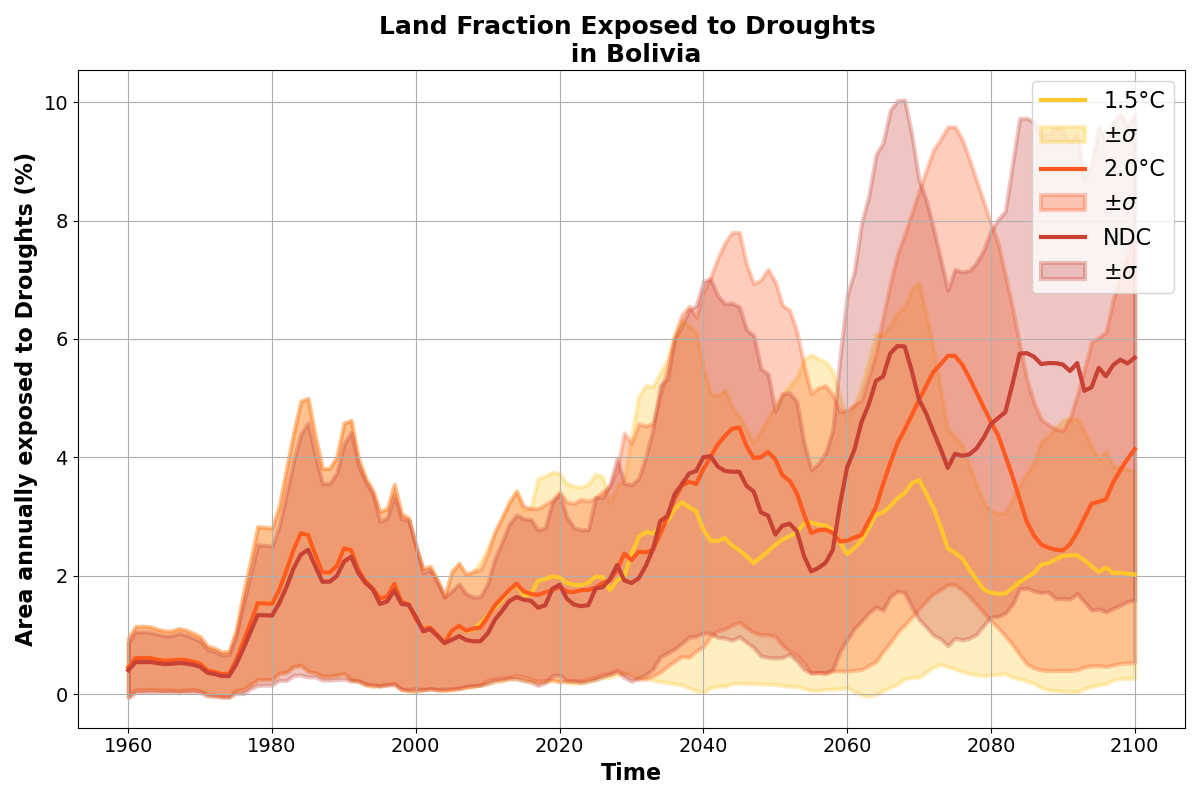 Land Fraction Exposed to Droughts
in Bolivia
Area annually exposed to Droughts (%)
10
8
6
4
2
0
1.5°C
±σ
2.0°C
±σ
NDC
±σ
1960 1980 2000 2020 2040 2060 2080 2100
Time